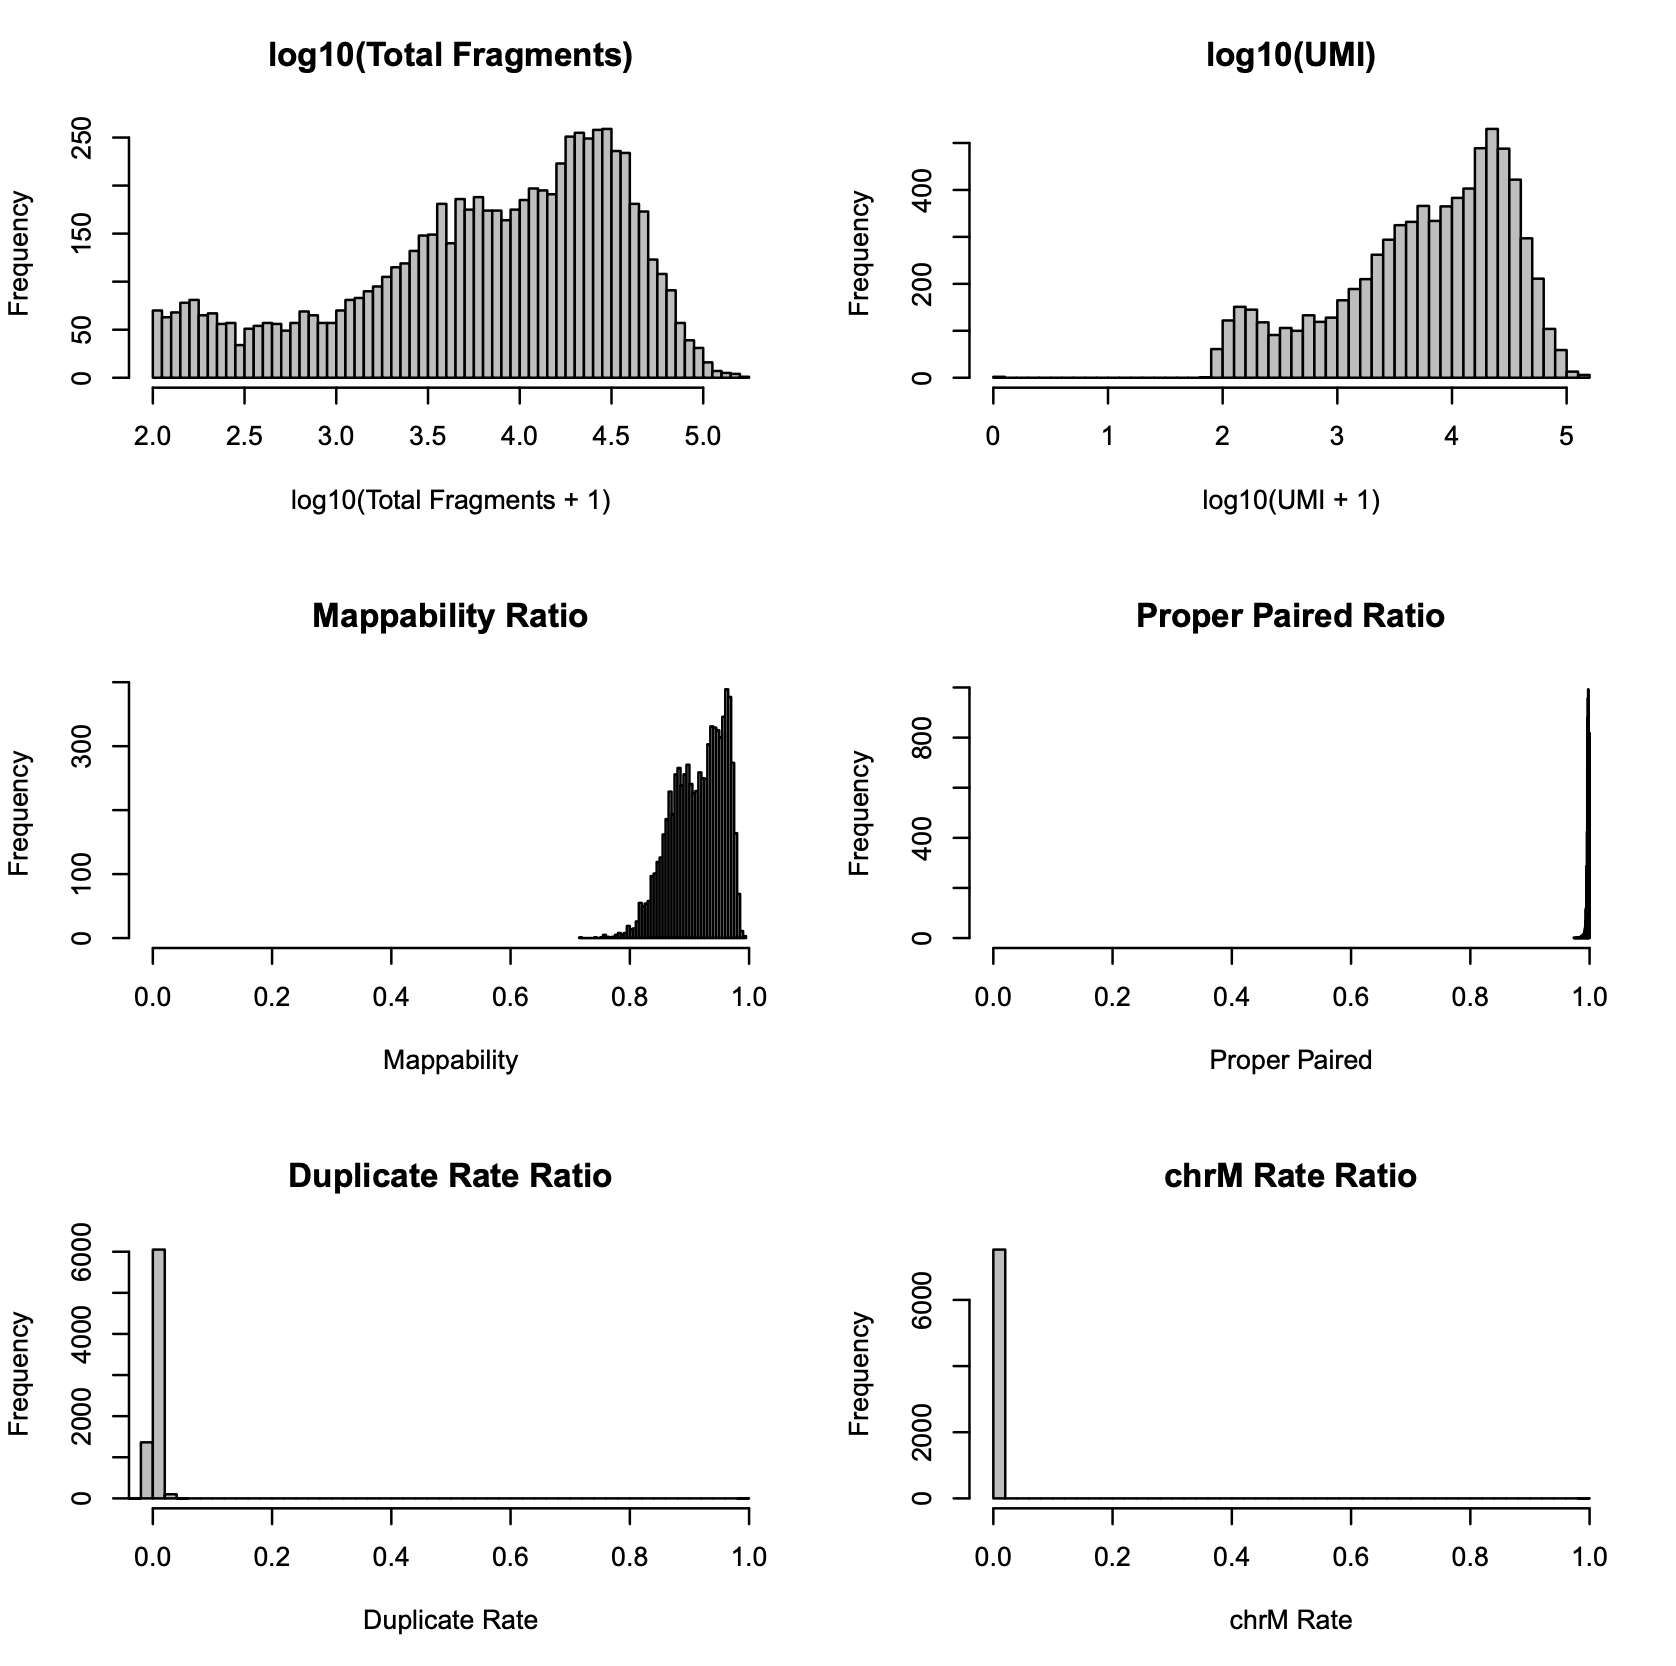 log10(Total Fragments)
Frequency
0 50 150 250
2.0 2.5 3.0 3.5 4.0 4.5 5.0
log10(Total Fragments + 1)
log10(UMI)
Frequency
0 200 400
0 1 2 3 4 5
log10(UMI + 1)
Mappability Ratio
Frequency
0 100 300
0.0 0.2 0.4 0.6 0.8 1.0
Mappability
Proper Paired Ratio
Frequency
0 400 800
0.0 0.2 0.4 0.6 0.8 1.0
Proper Paired
Duplicate Rate Ratio
Frequency
0 2000 4000 6000
0.0 0.2 0.4 0.6 0.8 1.0
Duplicate Rate
chrM Rate Ratio
Frequency
0 2000 6000
0.0 0.2 0.4 0.6 0.8 1.0
chrM Rate